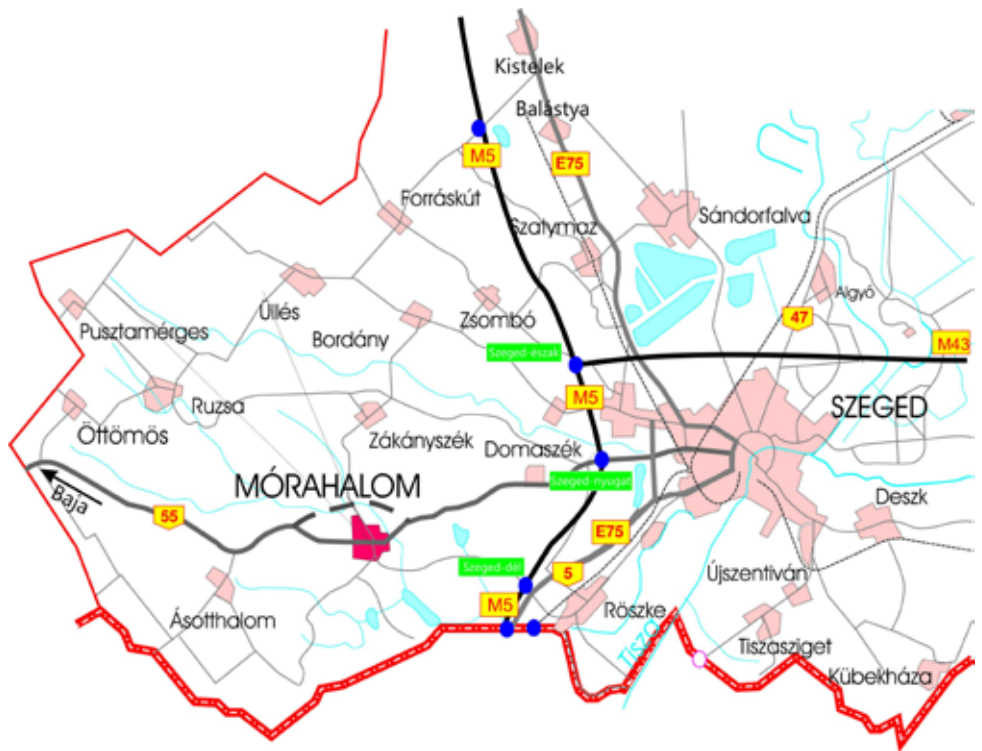 Kistelek
Balástya
M5
E75
Forráskút
Szatymaz
Sándorfalva
Algyő
Üllés
Pusztamérges
Bordány
Zsombó
47
M43
Szeged-észak
M5
Ruzsa
SZEGED
Öttömös
Zákányszék
Domaszék
Szeged-nyugat
MÓRAHALOM
Baja
55
Deszk
E75
Szeged-dél
5
Újszentiván
M5
Röszke
Ásotthalom
Tisza
Tiszasziget
Kübekháza